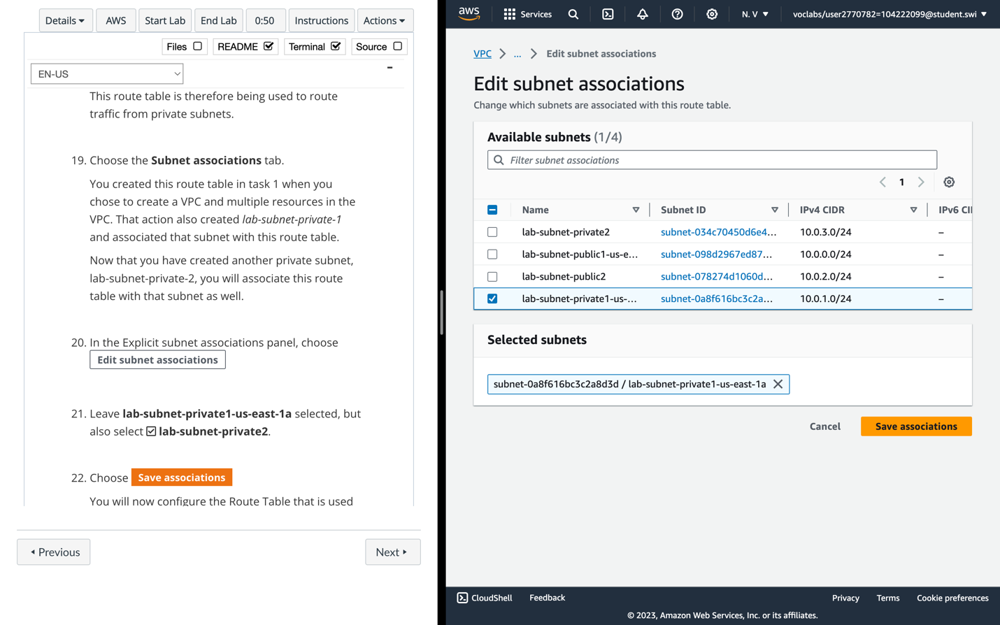 Details
AWS
Start Lab
End Lab
0:50
Instructions
Actions
Files
README
Terminal
Source
EN-US
This route table is therefore being used to route
traffic from private subnets.
19. Choose the Subnet associations tab.
You created this route table in task 1 when you
chose to create a VPC and multiple resources in the
VPC. That action also created lab-subnet-private-1
and associated that subnet with this route table.
Now that you have created another private subnet,
lab-subnet-private-2, you will associate this route
table with that subnet as well.
20. In the Explicit subnet associations panel, choose
Edit subnet associations
21. Leave lab-subnet-private1-us-east-1a selected, but
also select lab-subnet-private2.
22. Choose Save associations
You will now configure the Route Table that is used
Previous
Next
aws
Services
N. V
voclabs/user2770782=104222099@student.swi
VPC > ... > Edit subnet associations
Edit subnet associations
Change which subnets are associated with this route table.
Available subnets (1/4)
Filter subnet associations
< 1 >
Name Subnet ID IPv4 CIDR IPv6 CI
lab-subnet-private2 subnet-034c70450d6e4... 10.0.3.0/24 –
lab-subnet-public1-us-e... subnet-098d2967ed87... 10.0.0.0/24 –
lab-subnet-public2 subnet-078274d1060d... 10.0.2.0/24 –
lab-subnet-private1-us-... subnet-0a8f616bc3c2a... 10.0.1.0/24 –
Selected subnets
subnet-0a8f616bc3c2a8d3d / lab-subnet-private1-us-east-1a
Cancel
Save associations
CloudShell
Feedback
Privacy
Terms
Cookie preferences
© 2023, Amazon Web Services, Inc. or its affiliates.